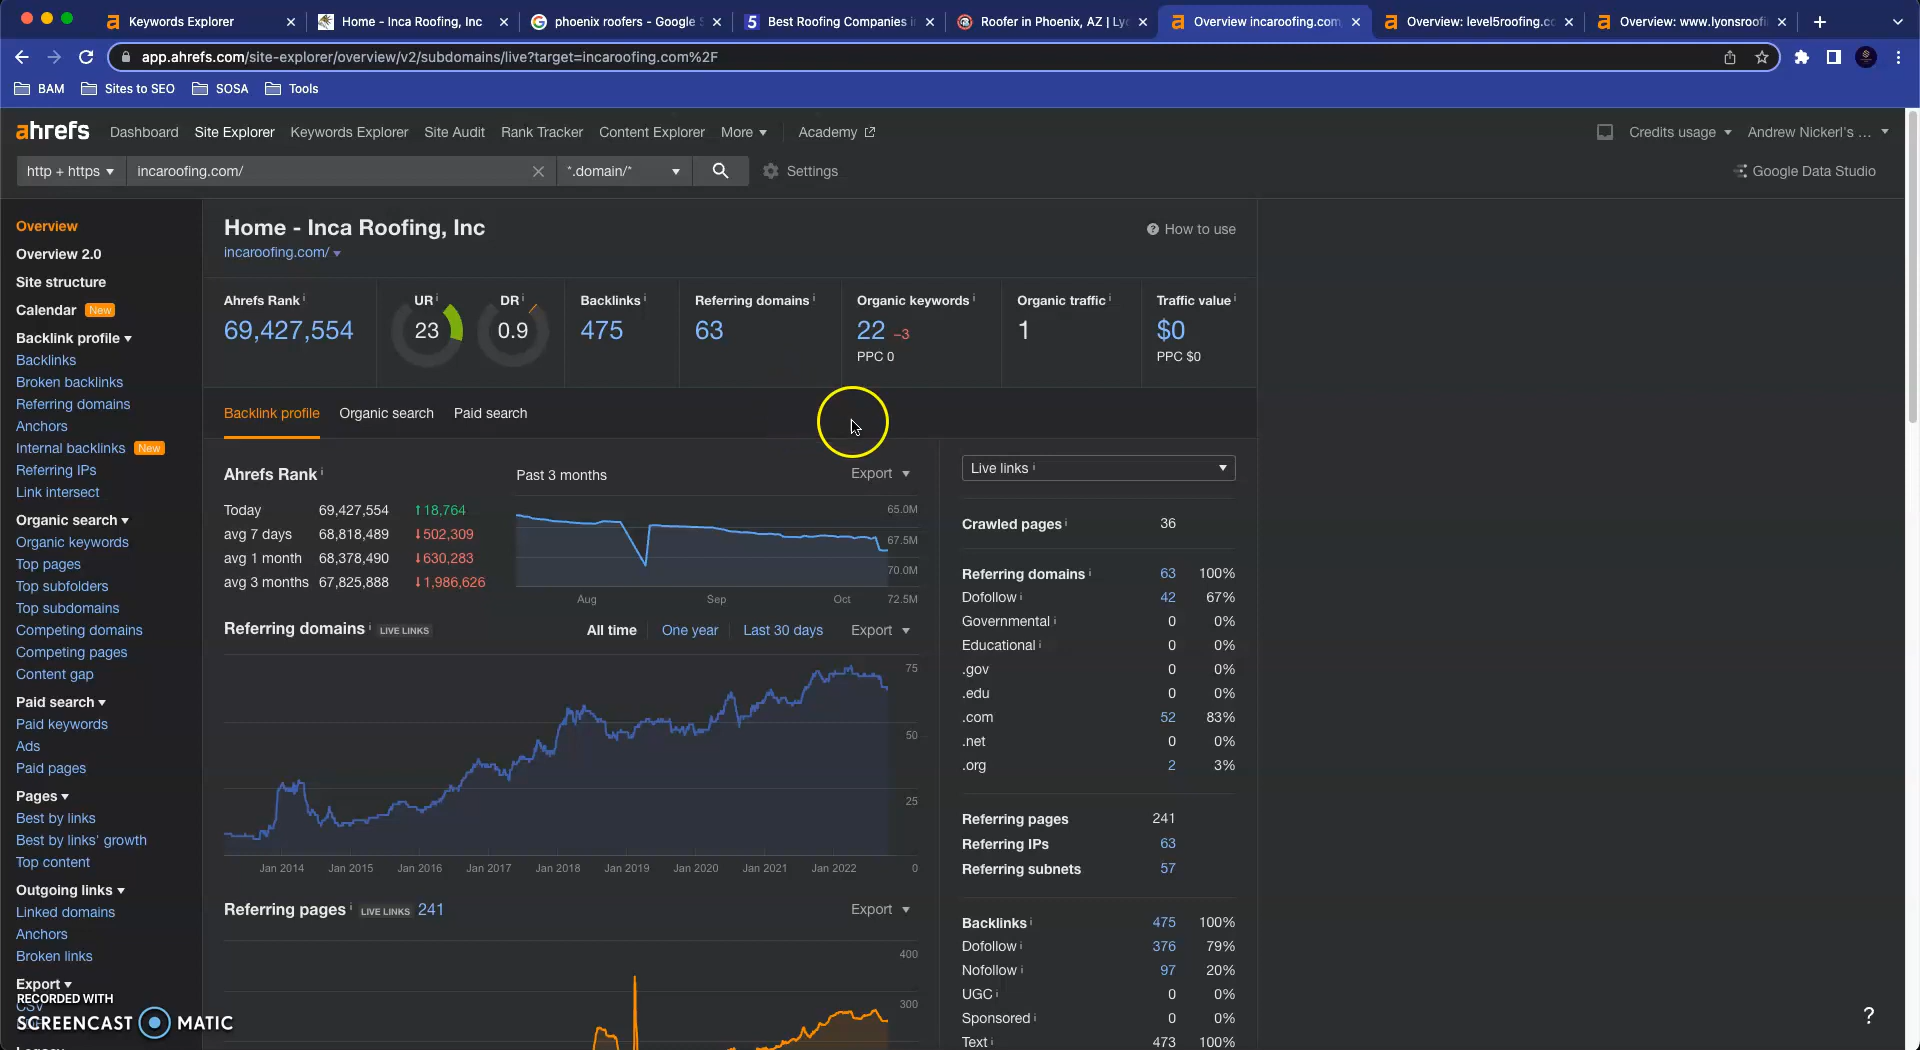 Keywords Explorer
Home - Inca Roofing, Inc
phoenix roofers - Google S
Best Roofing Companies i
Roofer in Phoenix, AZ | Ly
Overview incaroofing.com
Overview: level5roofing.c
Overview: www.lyonsroof
app.ahrefs.com/site-explorer/overview/v2/subdomains/live?target=incaroofing.com%2F
BAM Sites to SEO SOSA Tools
ahrefs Dashboard Site Explorer Keywords Explorer Site Audit Rank Tracker Content Explorer More Academy Credits usage Andrew Nickerl's ...
http + https incaroofing.com/ *.domain/* Settings Google Data Studio
Overview
Overview 2.0
Site structure
Calendar New
Backlink profile
Backlinks
Broken backlinks
Referring domains
Anchors
Internal backlinks New
Referring IPs
Link intersect
Organic search
Organic keywords
Top pages
Top subfolders
Top subdomains
Competing domains
Competing pages
Content gap
Paid search
Paid keywords
Ads
Paid pages
Pages
Best by links
Best by links' growth
Top content
Outgoing links
Linked domains
Anchors
Broken links
Export
CSV
RECORDED WITH
SCREENCAST MATIC
Home - Inca Roofing, Inc
incaroofing.com/
How to use
Ahrefs Rank UR DR Backlinks Referring domains Organic keywords Organic traffic Traffic value
69,427,554 23 0.9 475 63 22 -3 1 $0
PPC 0 PPC $0
Backlink profile Organic search Paid search
Ahrefs Rank Past 3 months Export
Today 69,427,554 ↑18,764
avg 7 days 68,818,489 ↓502,309
avg 1 month 68,378,490 ↓630,283
avg 3 months 67,825,888 ↓1,986,626
65.0M
67.5M
70.0M
72.5M
Aug Sep Oct
Referring domains LIVE LINKS All time One year Last 30 days Export
75
50
25
0
Jan 2014 Jan 2015 Jan 2016 Jan 2017 Jan 2018 Jan 2019 Jan 2020 Jan 2021 Jan 2022
Referring pages LIVE LINKS 241 Export
400
300
Live links
Crawled pages 36
Referring domains 63 100%
Dofollow 42 67%
Governmental 0 0%
Educational 0 0%
.gov 0 0%
.edu 0 0%
.com 52 83%
.net 0 0%
.org 2 3%
Referring pages 241
Referring IPs 63
Referring subnets 57
Backlinks 475 100%
Dofollow 376 79%
Nofollow 97 20%
UGC 0 0%
Sponsored 0 0%
Text 473 100%
?